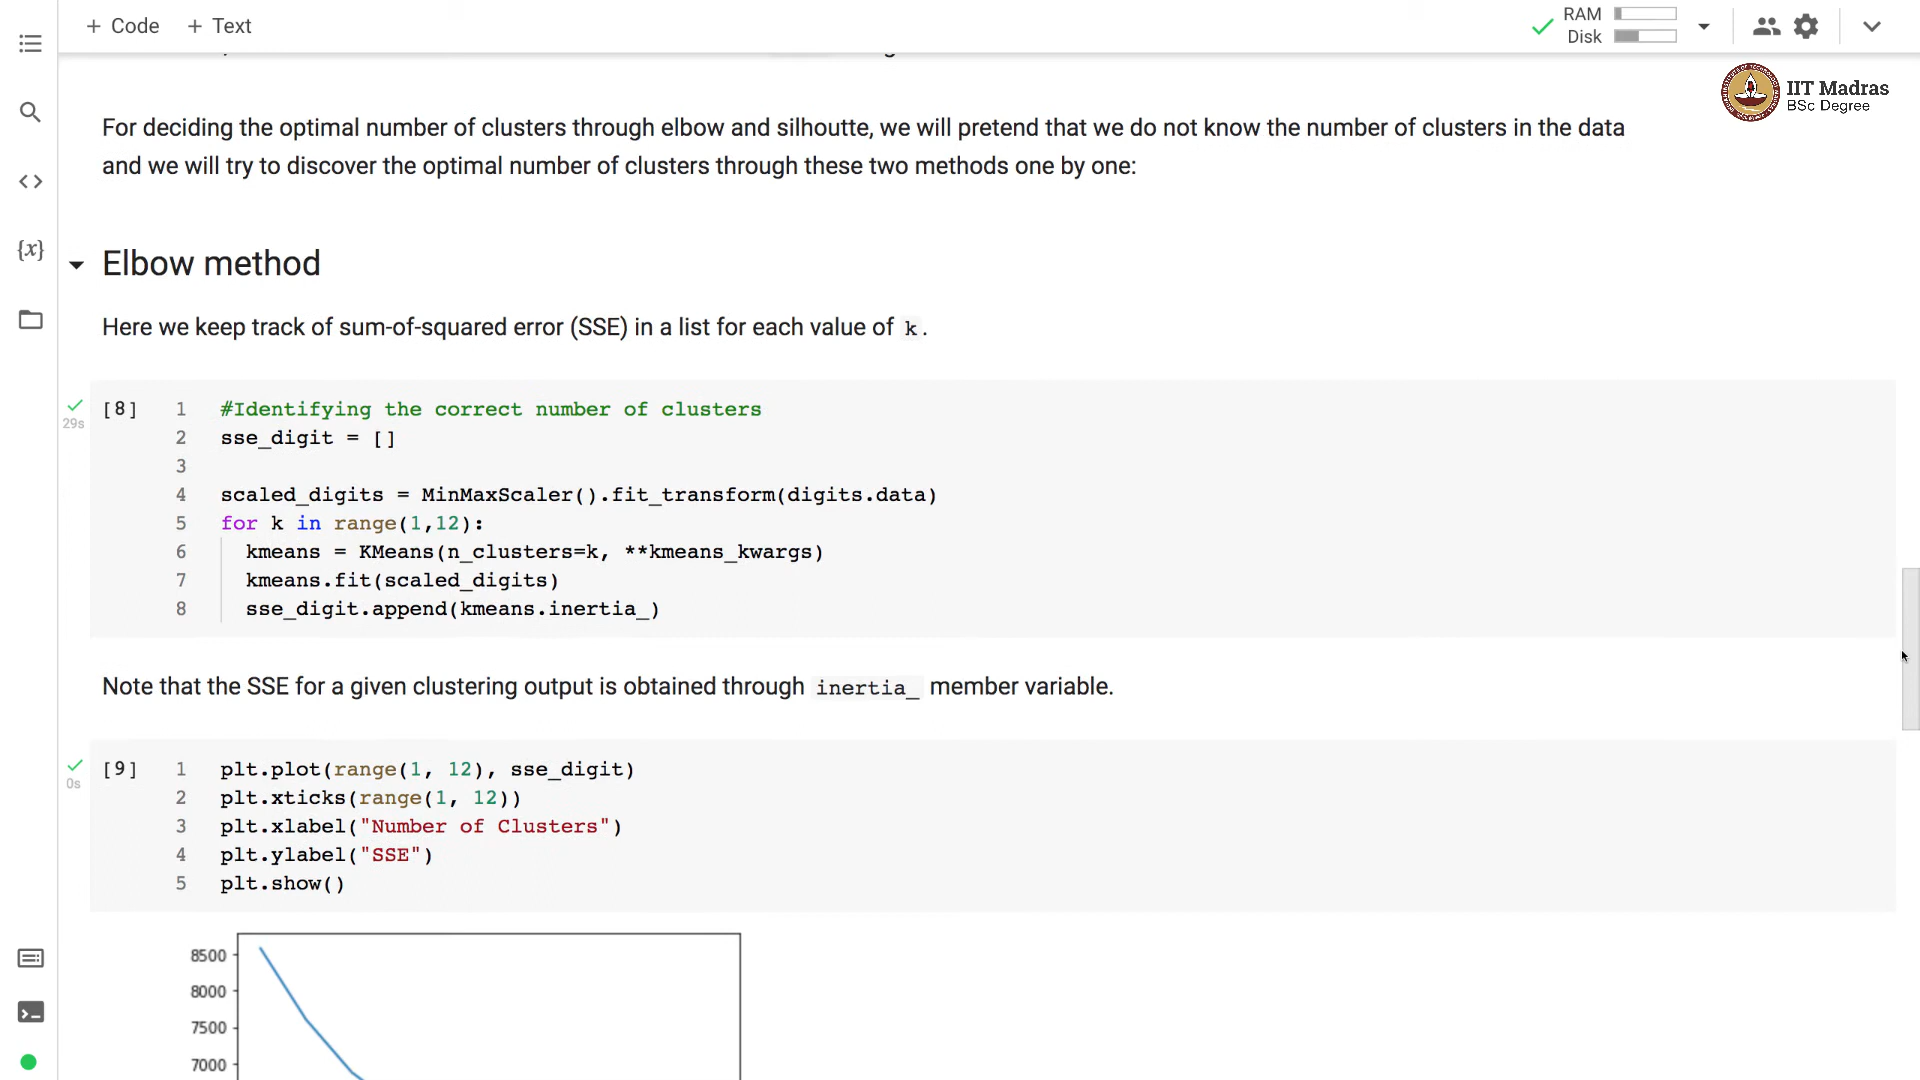 + Code + Text
RAM
Disk
IIT Madras
BSc Degree
For deciding the optimal number of clusters through elbow and silhoutte, we will pretend that we do not know the number of clusters in the data
and we will try to discover the optimal number of clusters through these two methods one by one:
{x}
Elbow method
Here we keep track of sum-of-squared error (SSE) in a list for each value of k.
[8] 1 #Identifying the correct number of clusters
29s
2 sse_digit = []
3
4 scaled_digits = MinMaxScaler().fit_transform(digits.data)
5 for k in range(1,12):
6 kmeans = KMeans(n_clusters=k, **kmeans_kwargs)
7 kmeans.fit(scaled_digits)
8 sse_digit.append(kmeans.inertia_)
Note that the SSE for a given clustering output is obtained through inertia_ member variable.
[9] 1 plt.plot(range(1, 12), sse_digit)
0s
2 plt.xticks(range(1, 12))
3 plt.xlabel("Number of Clusters")
4 plt.ylabel("SSE")
5 plt.show()
8500
8000
7500
7000